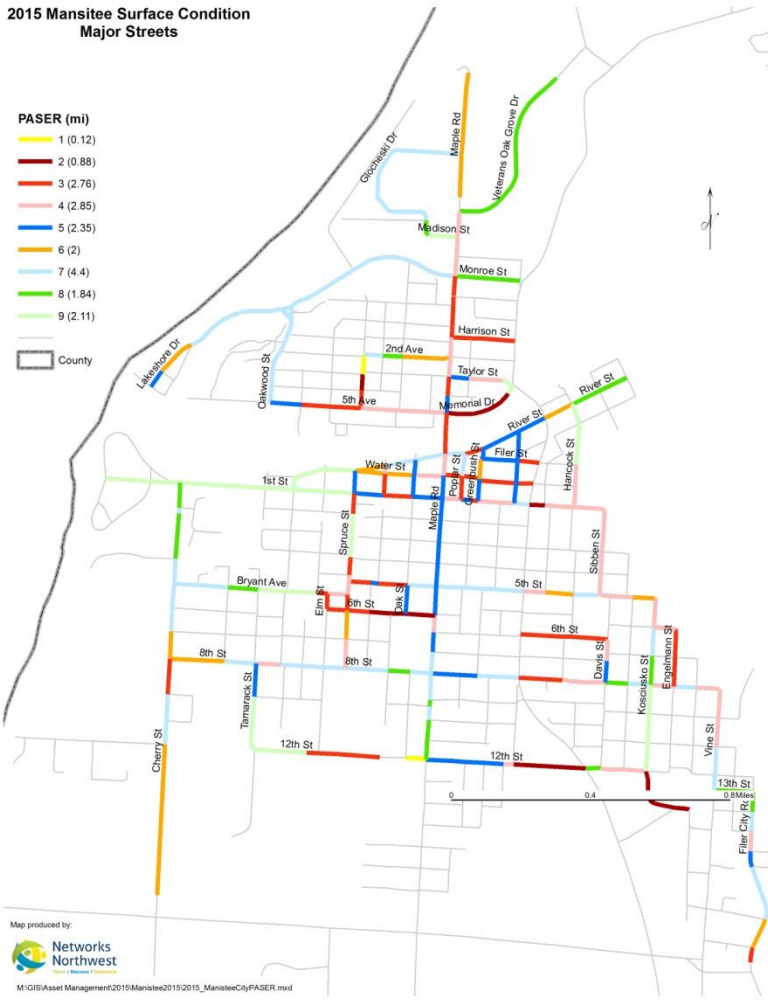 2015 Mansitee Surface Condition
Major Streets
PASER (mi)
1 (0.12)
2 (0.88)
3 (2.76)
4 (2.85)
5 (2.35)
6 (2)
7 (4.4)
8 (1.84)
9 (2.11)
County
Maple Rd
Veterans Oak Grove Dr
Glocheski Dr
Madison St
Monroe St
Harrison St
2nd Ave
Lakeshore Dr
Oakwood St
Taylor St
5th Ave
Memorial Dr
River St
River St
Filer St
Water St
Poplar St
Greenbush St
Hancock St
1st St
Maple Rd
Spruce St
Sibben St
Bryant Ave
5th St
Elm St
6th St
Oak St
6th St
8th St
8th St
Davis St
Kosciusko St
Engelmann St
Tamarack St
Cherry St
12th St
12th St
Vine St
13th St
0
0.4
0.8Miles
Filer City Rd
Map produced by:
Networks
Northwest
Talent | Business | Community
M:\GIS\Asset Management\2015\Manistee2015\2015_ManisteeCityPASER.mxd